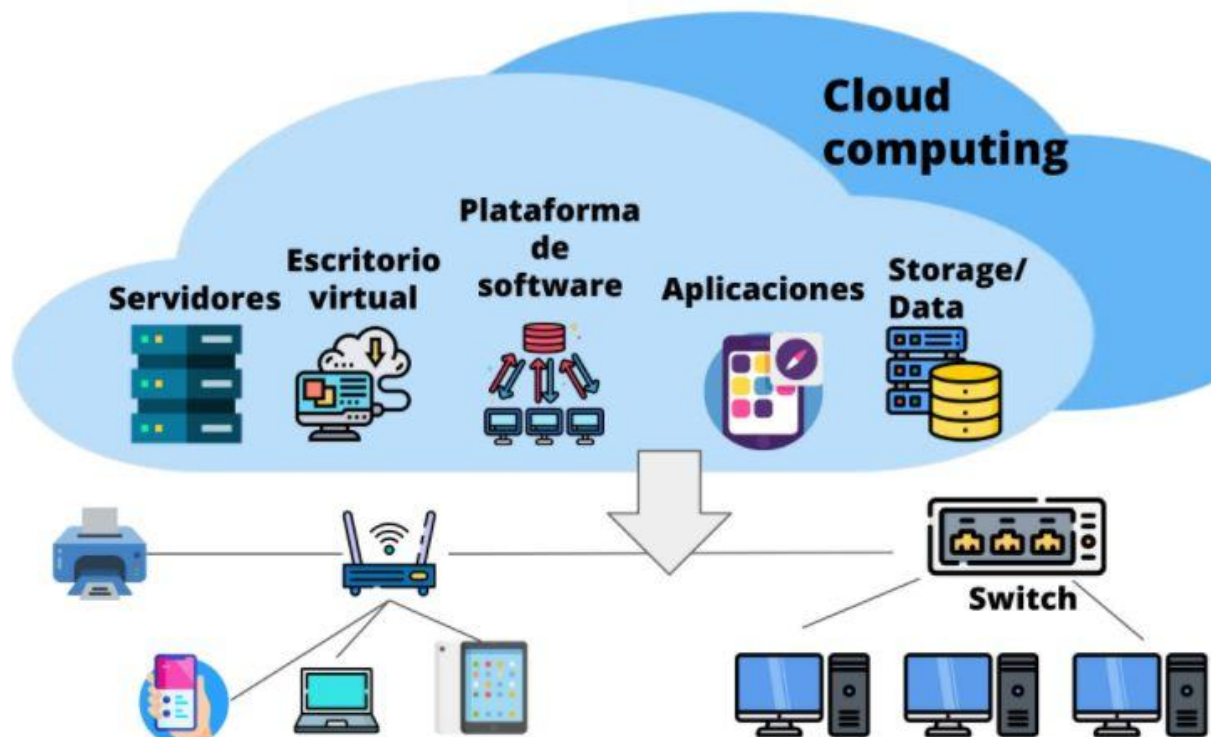 Cloud
computing
Plataforma
de
software
Escritorio
virtual
Servidores
Aplicaciones
Storage/
Data
Switch